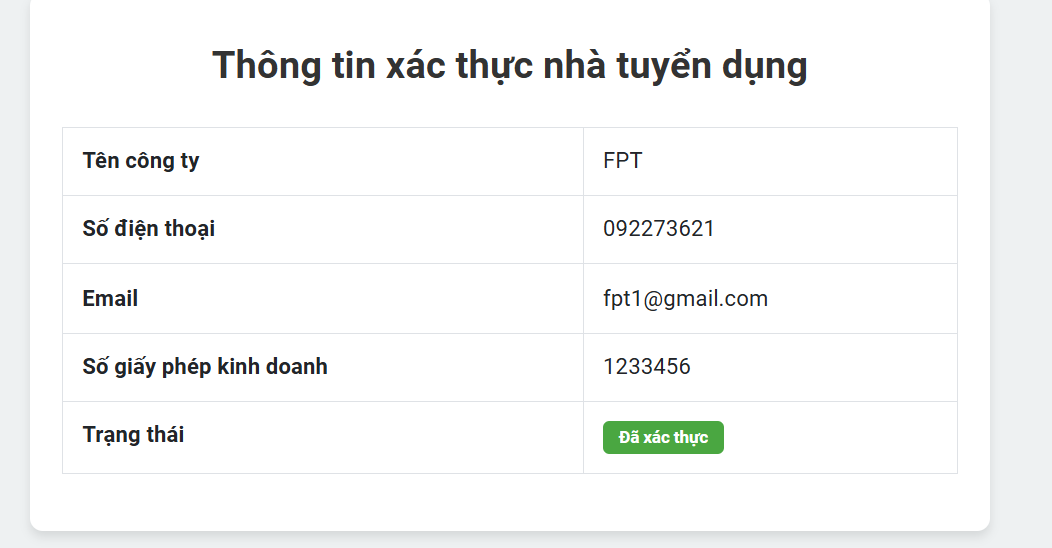 Thông tin xác thực nhà tuyển dụng
Tên công ty FPT
Số điện thoại 092273621
Email fpt1@gmail.com
Số giấy phép kinh doanh 1233456
Trạng thái Đã xác thực